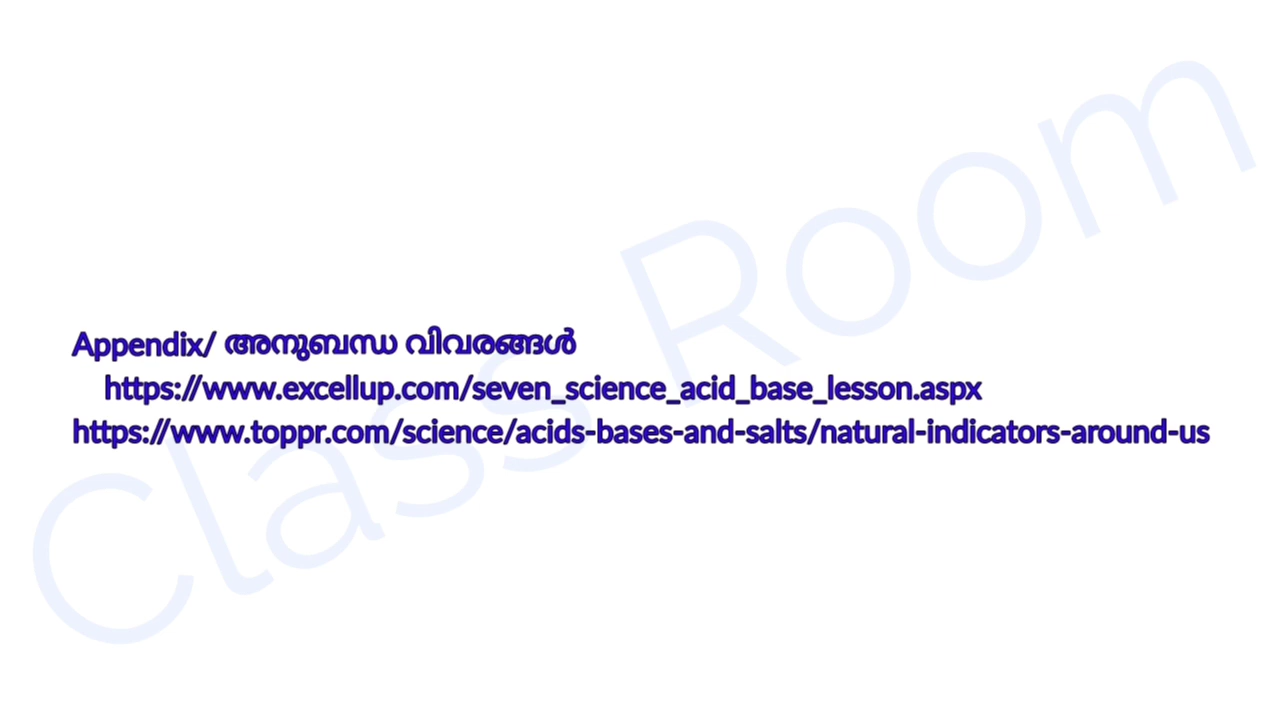 Appendix/ അനുബന്ധ വിവരങ്ങൾ
https://www.excellup.com/seven_science_acid_base_lesson.aspx
https://www.toppr.com/science/acids-bases-and-salts/natural-indicators-around-us
Class Room